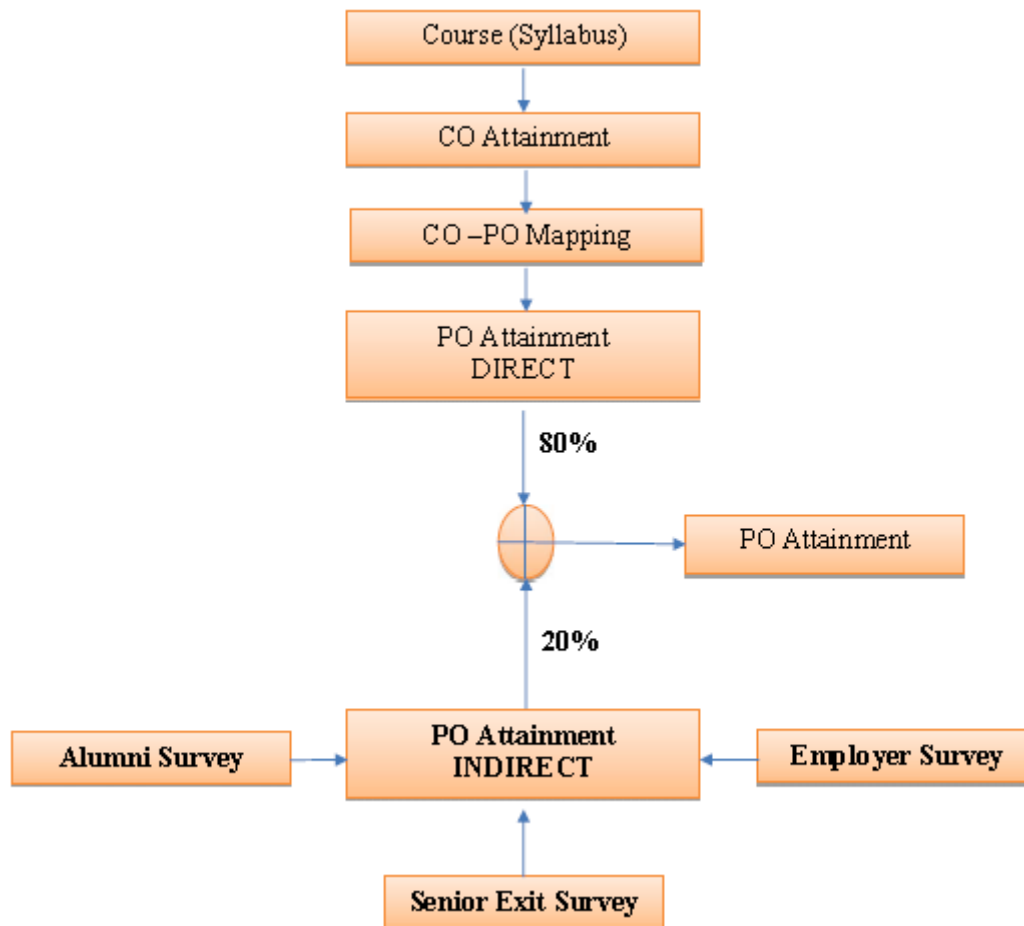 Course (Syllabus)
CO Attainment
CO –PO Mapping
PO Attainment
DIRECT
80%
PO Attainment
20%
PO Attainment
INDIRECT
Alumni Survey
Employer Survey
Senior Exit Survey